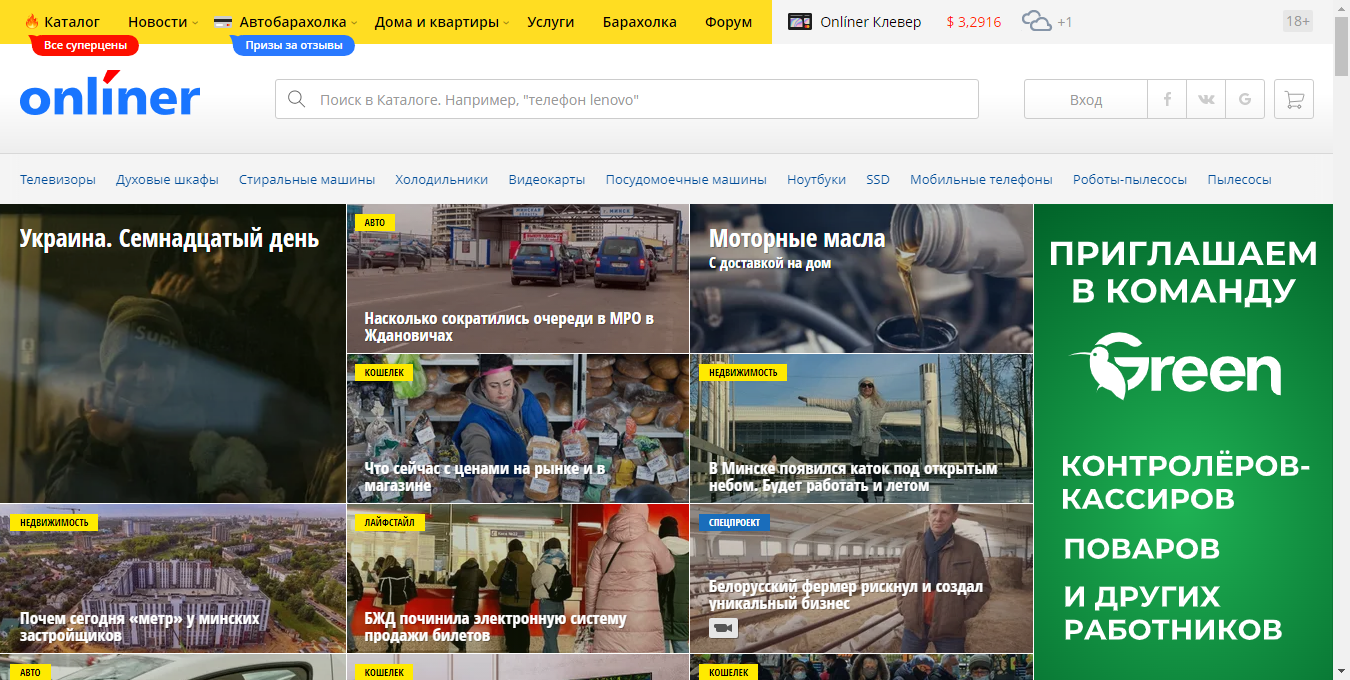 Каталог
Новости
Автобарахолка
Дома и квартиры
Услуги
Барахолка
Форум
Onlíner Клевер
$ 3,2916
+1
18+
Все суперцены
Призы за отзывы
onlíner
Поиск в Каталоге. Например, "телефон lenovo"
Вход
Телевизоры
Духовые шкафы
Стиральные машины
Холодильники
Видеокарты
Посудомоечные машины
Ноутбуки
SSD
Мобильные телефоны
Роботы-пылесосы
Пылесосы
Украина. Семнадцатый день
АВТО
Насколько сократились очереди в МРО в
Ждановичах
Моторные масла
С доставкой на дом
КОШЕЛЕК
Что сейчас с ценами на рынке и в
магазине
НЕДВИЖИМОСТЬ
В Минске появился каток под открытым
небом. Будет работать и летом
НЕДВИЖИМОСТЬ
Почем сегодня «метр» у минских
застройщиков
ЛАЙФСТАЙЛ
БЖД починила электронную систему
продажи билетов
СПЕЦПРОЕКТ
Белорусский фермер рискнул и создал
уникальный бизнес
АВТО
КОШЕЛЕК
КОШЕЛЕК
ПРИГЛАШАЕМ
В КОМАНДУ
Green
КОНТРОЛЁРОВ-
КАССИРОВ
ПОВАРОВ
И ДРУГИХ
РАБОТНИКОВ